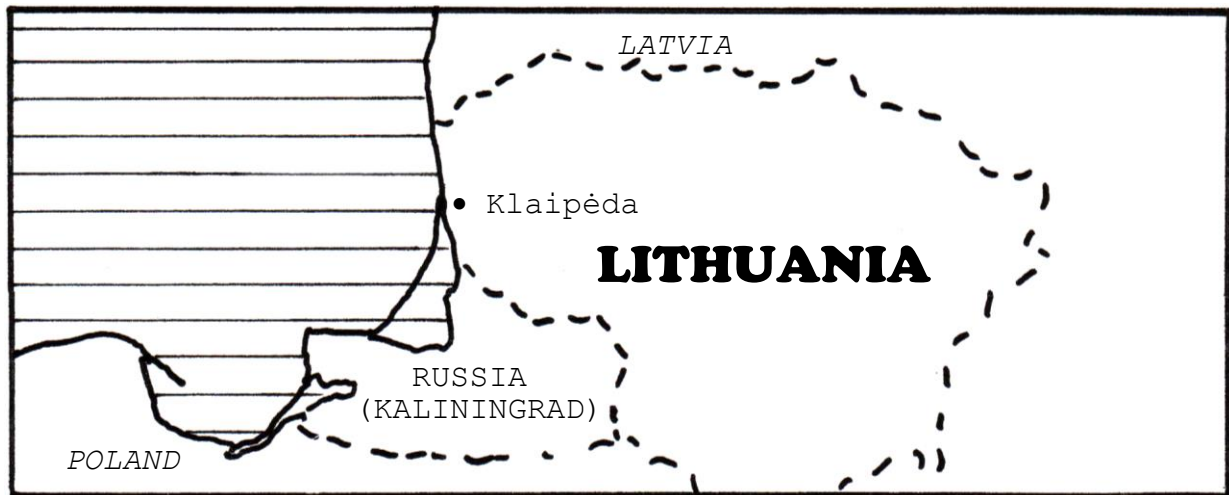 LATVIA
Klaipėda
LITHUANIA
RUSSIA
(KALININGRAD)
POLAND